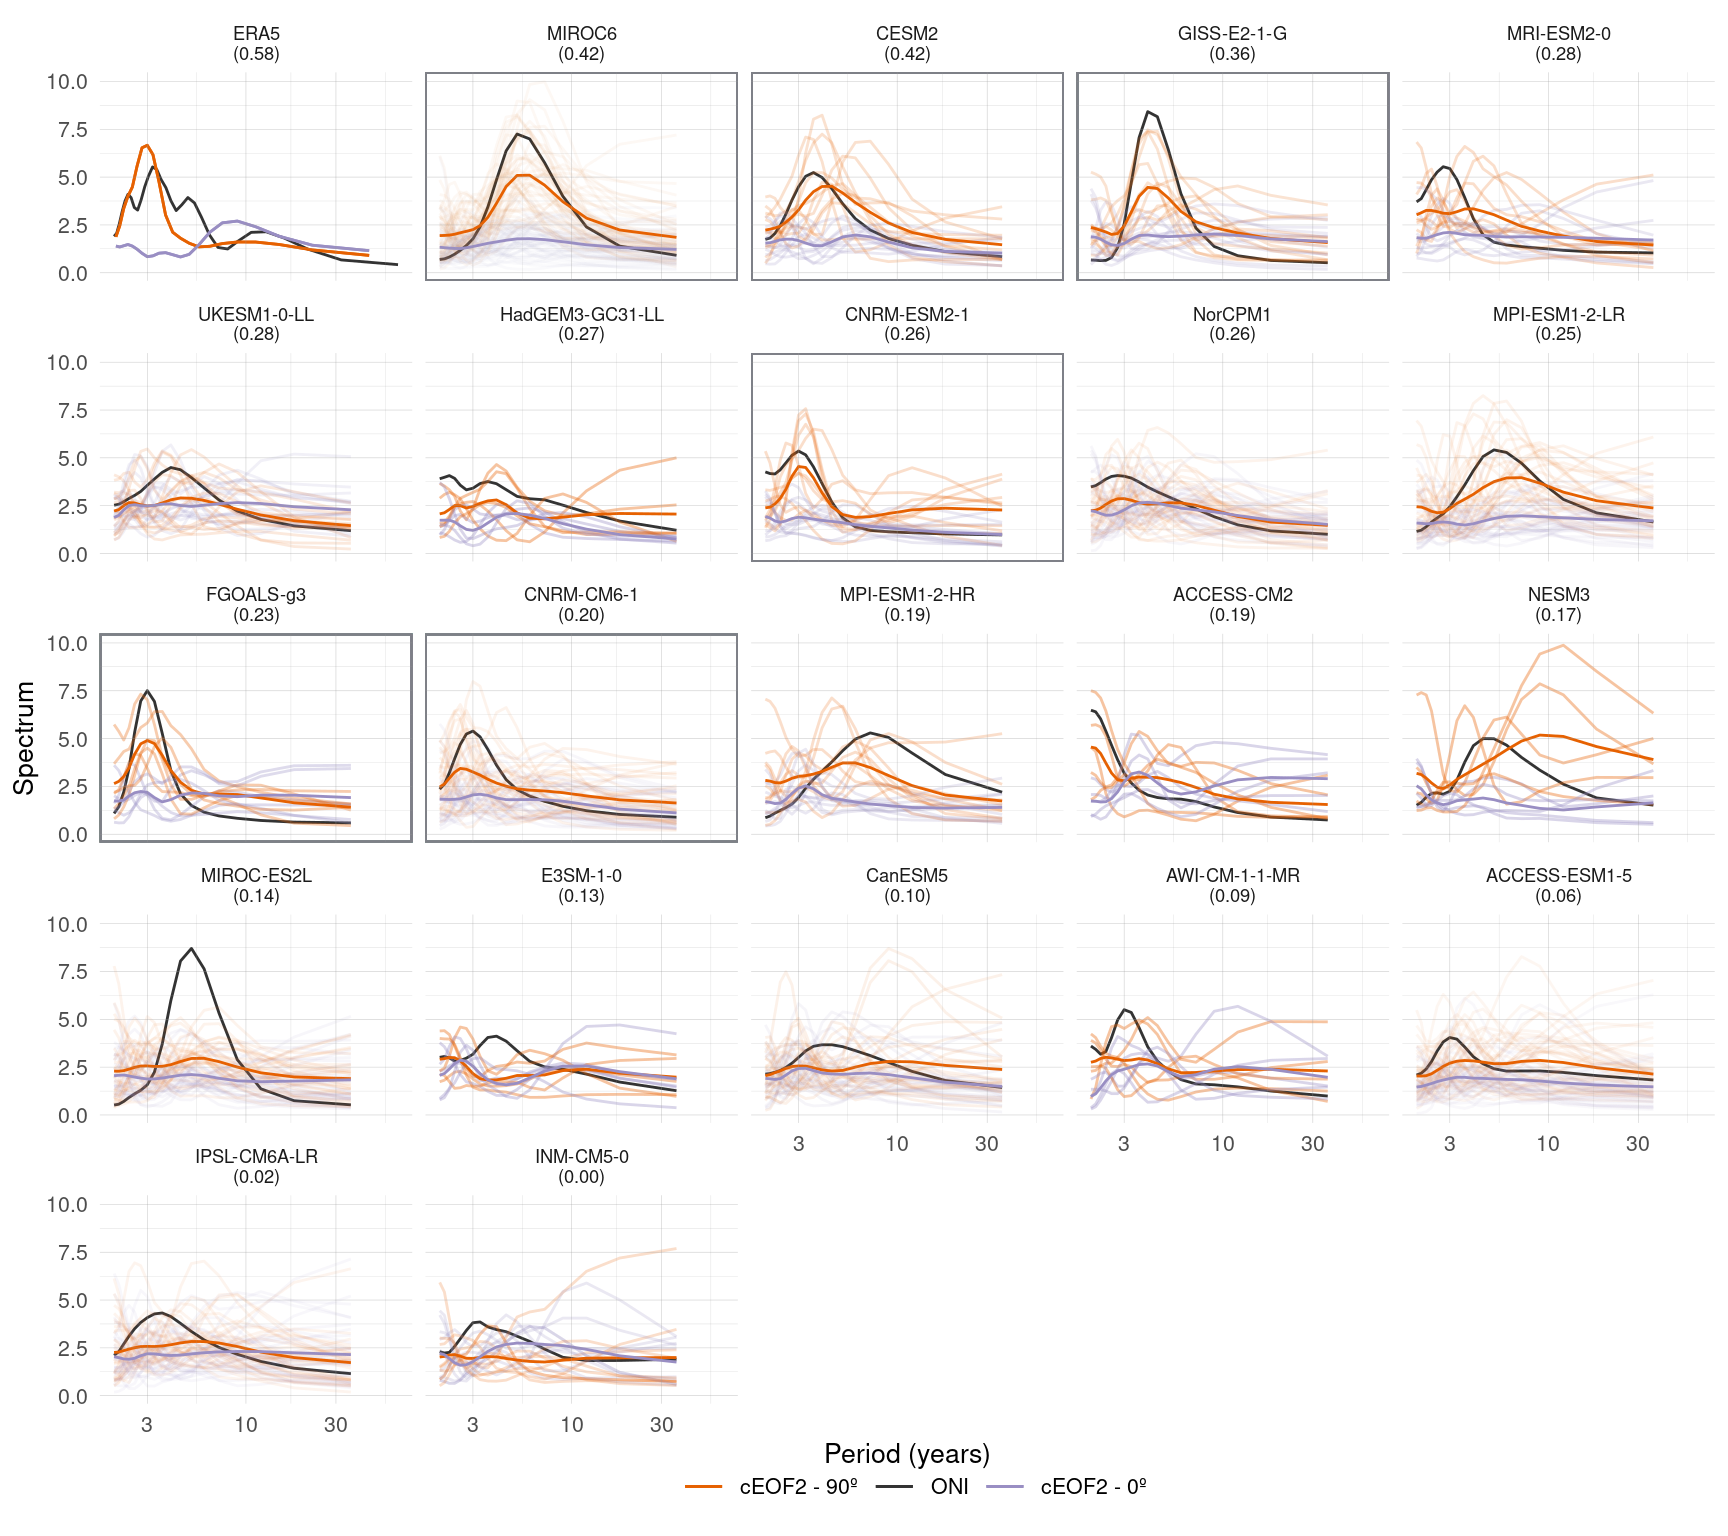 ERA5
(0.58)
MIROC6
(0.42)
CESM2
(0.42)
GISS-E2-1-G
(0.36)
MRI-ESM2-0
(0.28)
10.0
7.5
5.0
2.5
0.0
UKESM1-0-LL
(0.28)
HadGEM3-GC31-LL
(0.27)
CNRM-ESM2-1
(0.26)
NorCPM1
(0.26)
MPI-ESM1-2-LR
(0.25)
10.0
7.5
5.0
2.5
0.0
FGOALS-g3
(0.23)
CNRM-CM6-1
(0.20)
MPI-ESM1-2-HR
(0.19)
ACCESS-CM2
(0.19)
NESM3
(0.17)
10.0
7.5
5.0
2.5
0.0
Spectrum
MIROC-ES2L
(0.14)
E3SM-1-0
(0.13)
CanESM5
(0.10)
AWI-CM-1-1-MR
(0.09)
ACCESS-ESM1-5
(0.06)
10.0
7.5
5.0
2.5
0.0
3 10 30
3 10 30
3 10 30
IPSL-CM6A-LR
(0.02)
INM-CM5-0
(0.00)
10.0
7.5
5.0
2.5
0.0
3 10 30
3 10 30
Period (years)
cEOF2 - 90º ONI cEOF2 - 0º